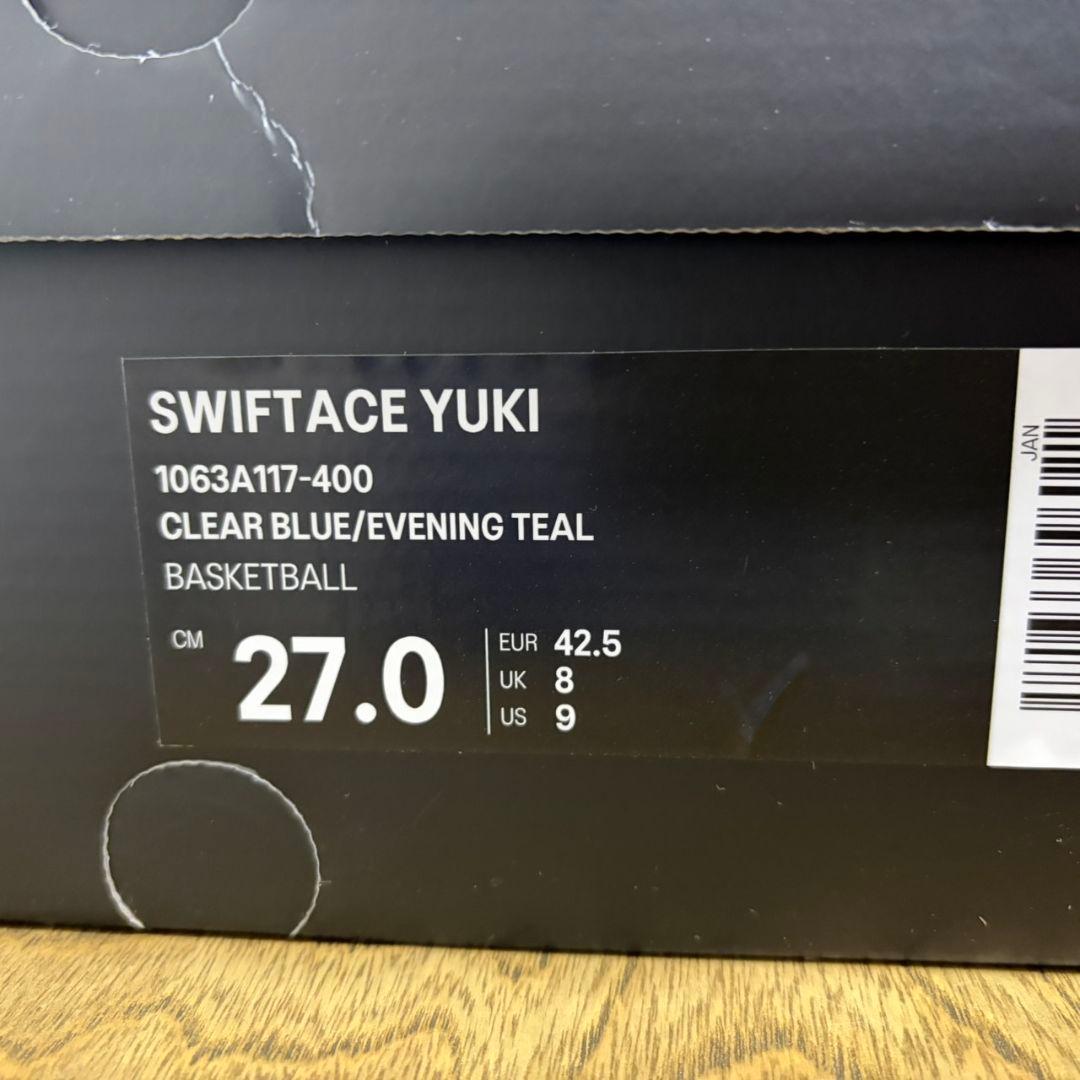 SWIFTACE YUKI
1063A117-400
CLEAR BLUE/EVENING TEAL
BASKETBALL
CM 27.0
EUR 42.5
UK 8
US 9
JAN